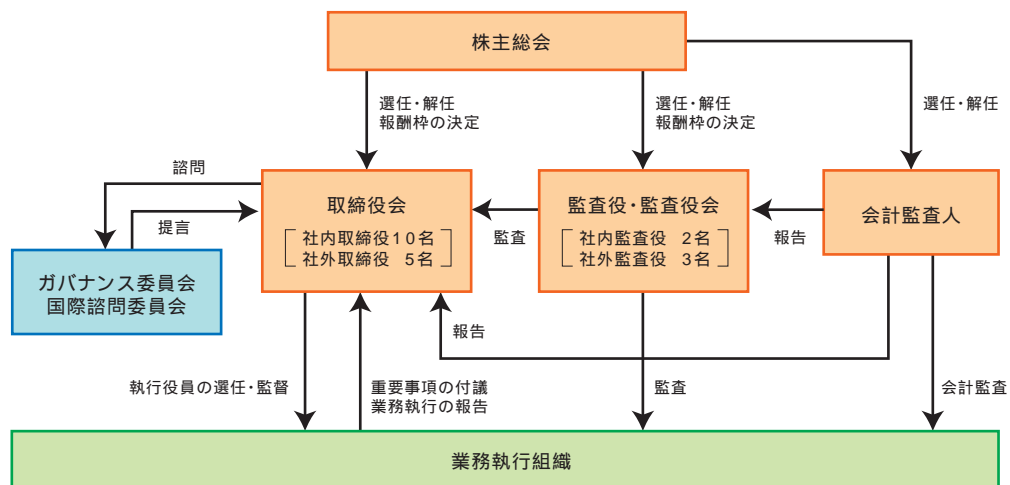 株主総会
選任・解任
報酬枠の決定
選任・解任
報酬枠の決定
選任・解任
諮問
提言
取締役会
社内取締役10名
社外取締役 5名
監査
監査役・監査役会
社内監査役 2名
社外監査役 3名
報告
会計監査人
ガバナンス委員会
国際諮問委員会
報告
執行役員の選任・監督
重要事項の付議
業務執行の報告
監査
会計監査
業務執行組織